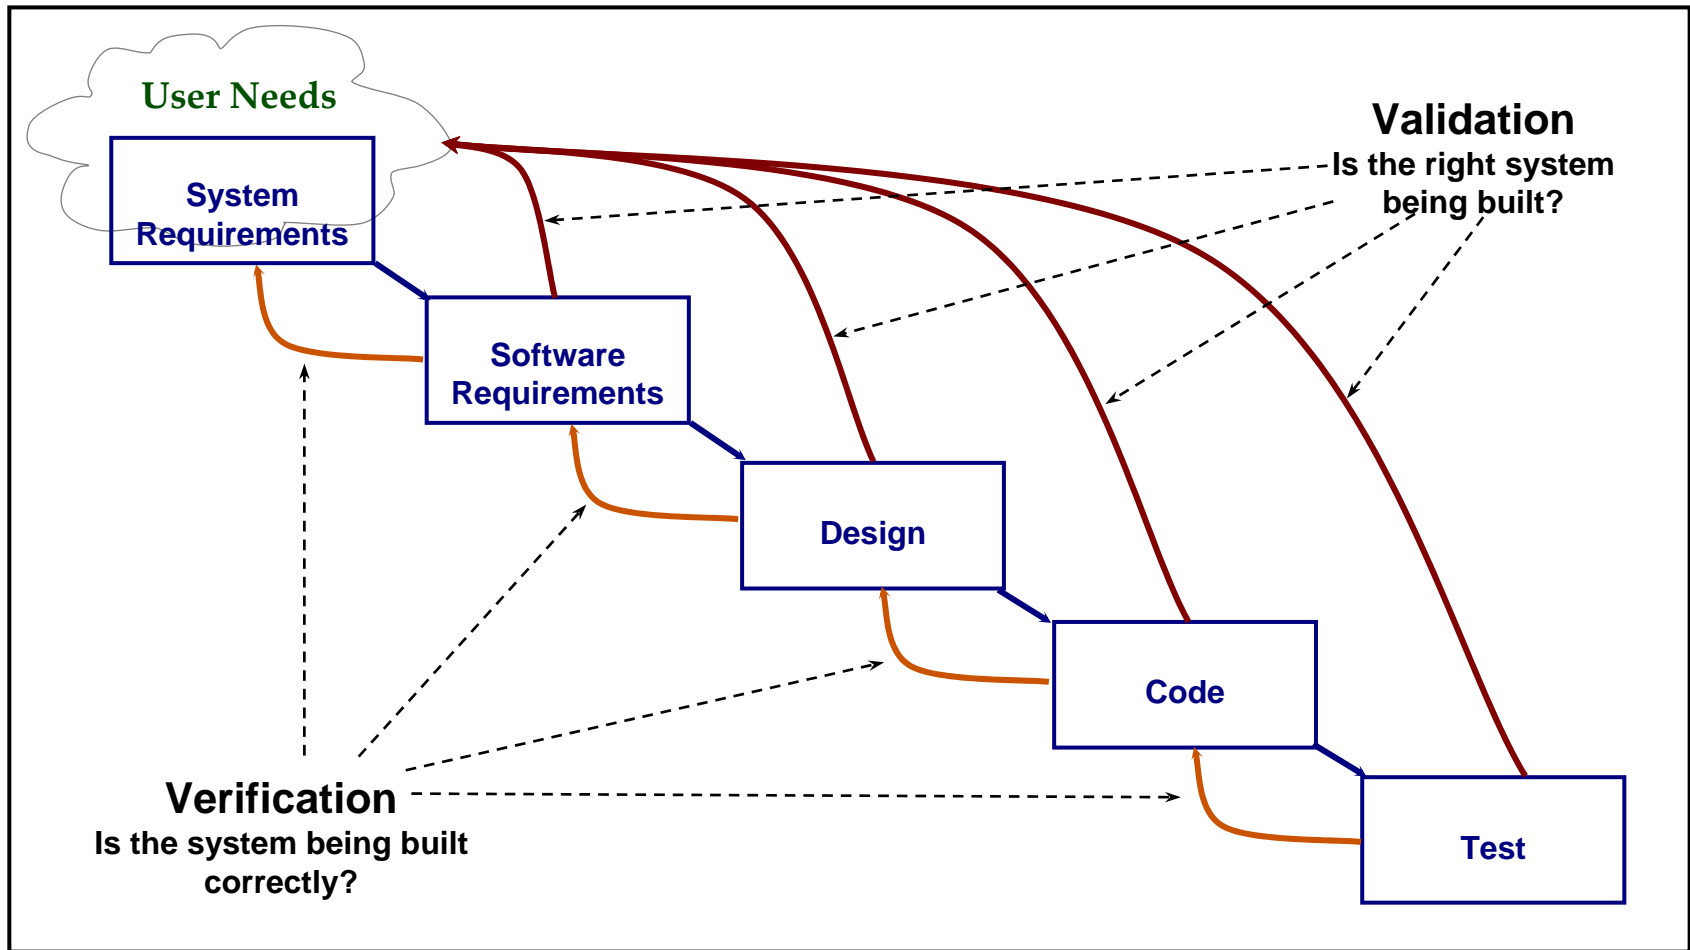 User Needs
System
Requirements
Validation
Is the right system
being built?
Software
Requirements
Design
Code
Verification
Is the system being built
correctly?
Test